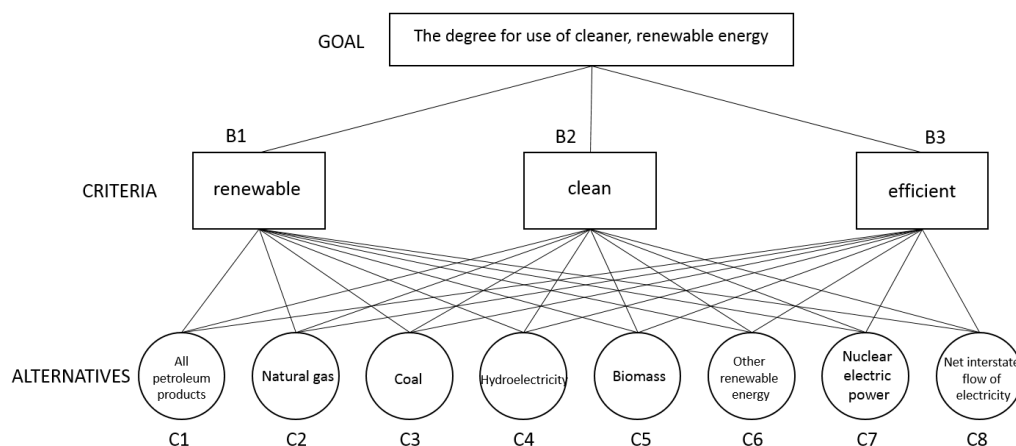 GOAL
The degree for use of cleaner, renewable energy
B1
B2
B3
CRITERIA
renewable
clean
efficient
ALTERNATIVES
All
petroleum
products
Natural gas
Coal
Hydroelectricity
Biomass
Other
renewable
energy
Nuclear
electric
power
Net interstate
flow of
electricity
C1
C2
C3
C4
C5
C6
C7
C8